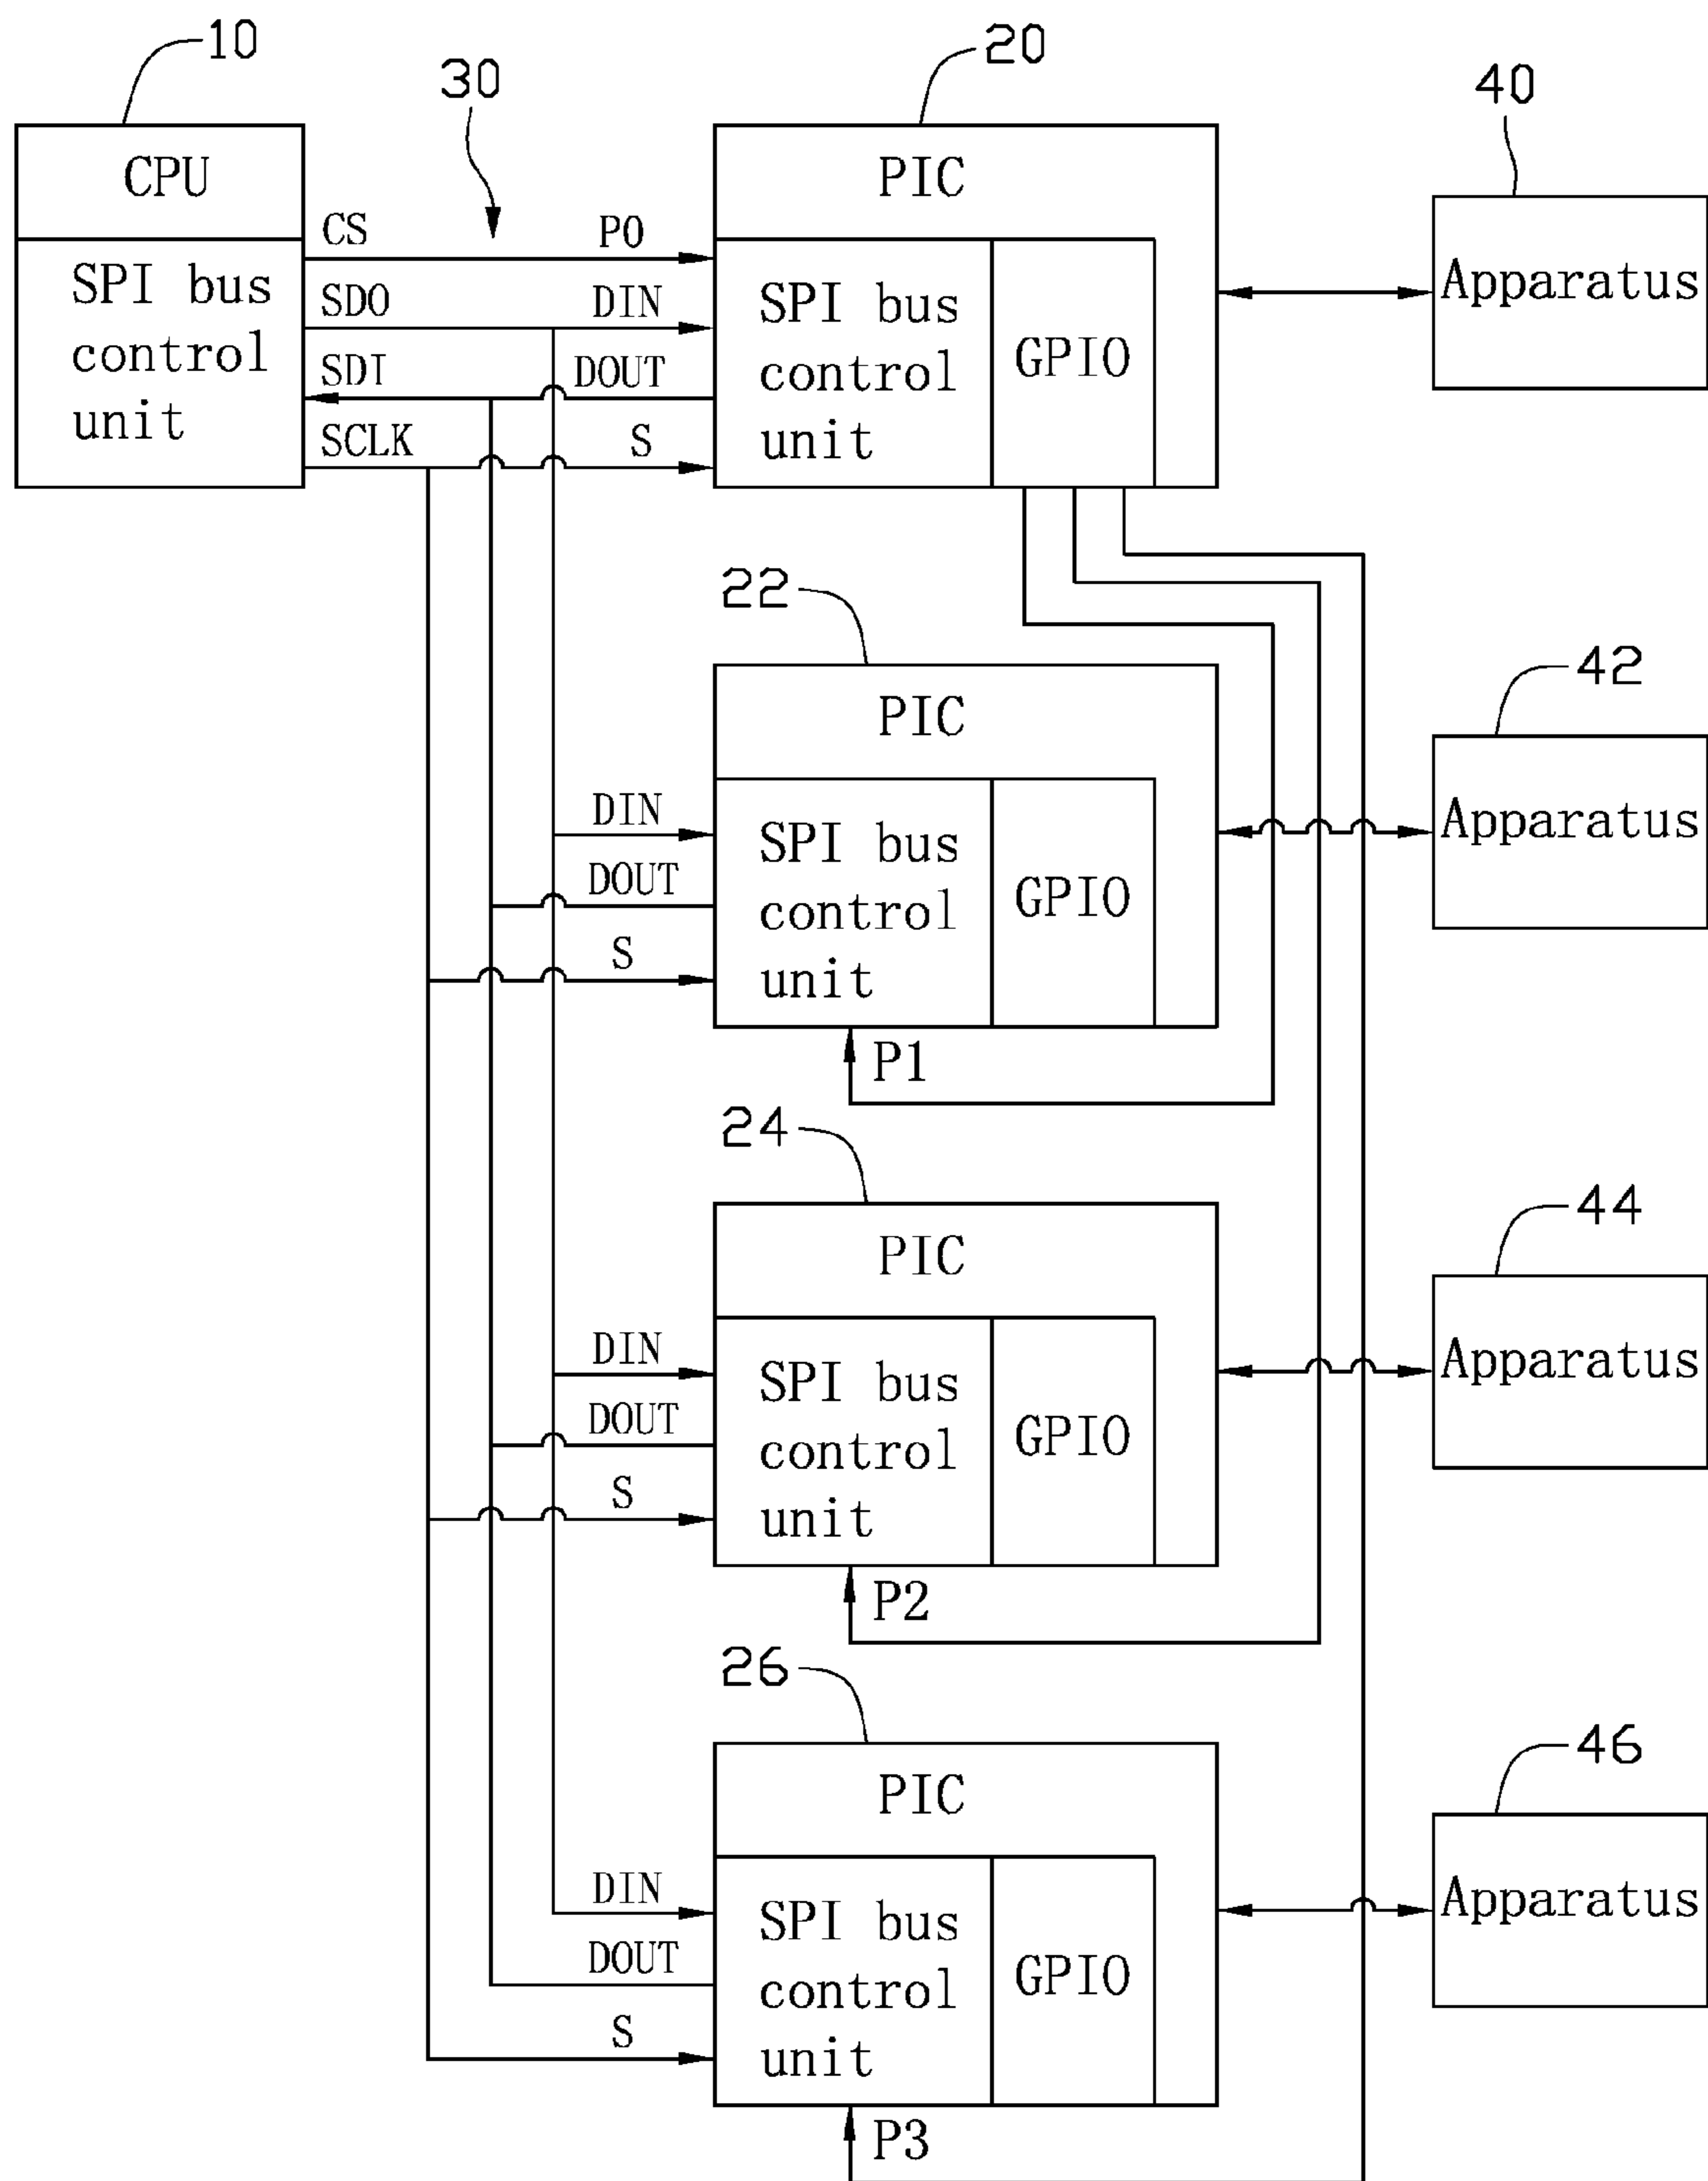 10
30
20
40
CPU
SPI bus
control
unit
CS
SDO
SDI
SCLK
P0
DIN
DOUT
S
PIC
SPI bus
control
unit
GPIO
Apparatus
22
42
PIC
DIN
DOUT
S
SPI bus
control
unit
GPIO
P1
Apparatus
24
44
PIC
DIN
DOUT
S
SPI bus
control
unit
GPIO
P2
Apparatus
26
46
PIC
DIN
DOUT
S
SPI bus
control
unit
GPIO
P3
Apparatus